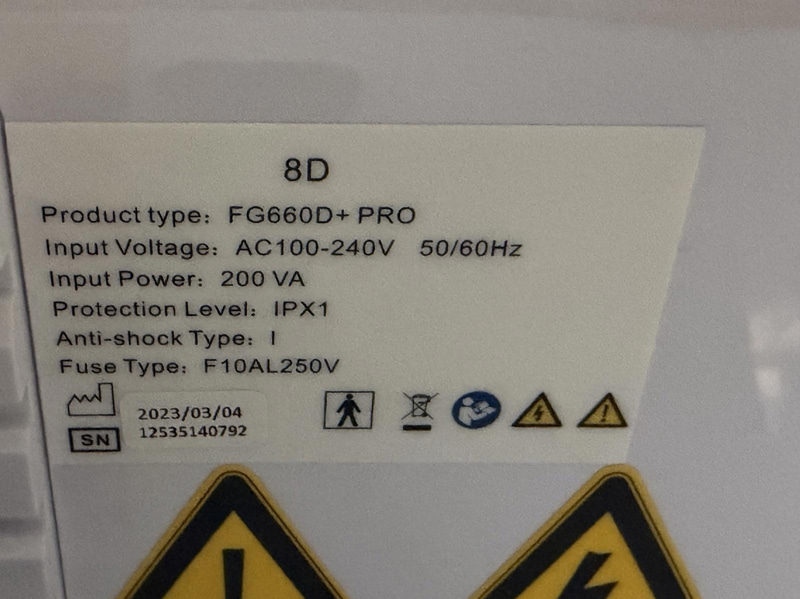 8D
Product type: FG660D+ PRO
Input Voltage: AC100-240V 50/60Hz
Input Power: 200 VA
Protection Level: IPX1
Anti-shock Type: I
Fuse Type: F10AL250V
2023/03/04
SN 12535140792